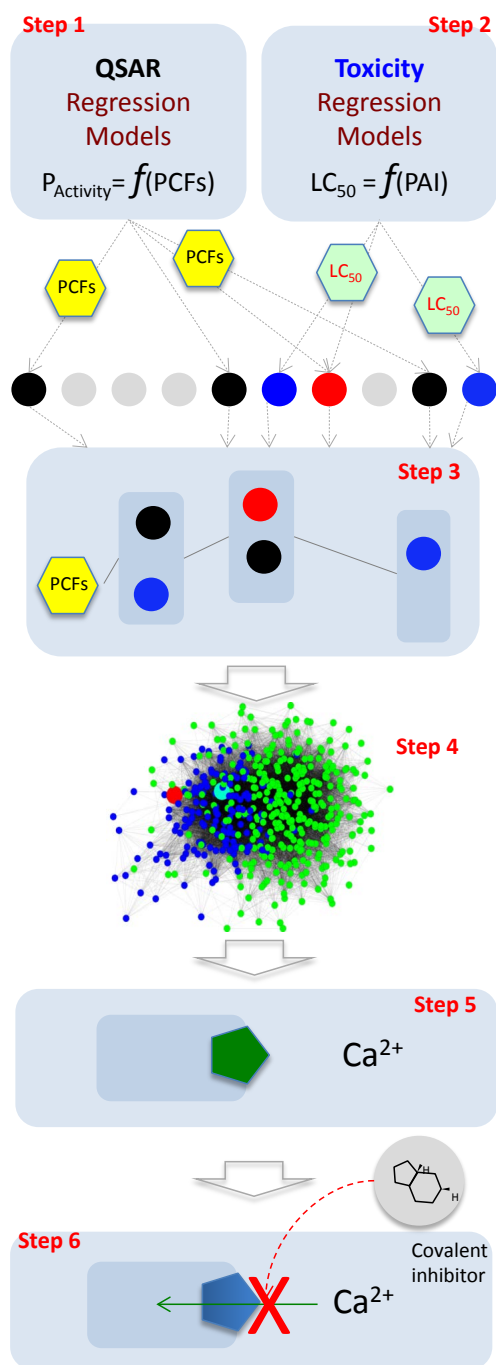 Step 1
QSAR
Regression
Models
P_Activity = f(PCFs)
Step 2
Toxicity
Regression
Models
LC₅₀ = f(PAI)
PCFs
PCFs
LC₅₀
LC₅₀
Step 3
PCFs
Step 4
Step 5
Ca²⁺
H
H
Step 6
Covalent
inhibitor
X
Ca²⁺